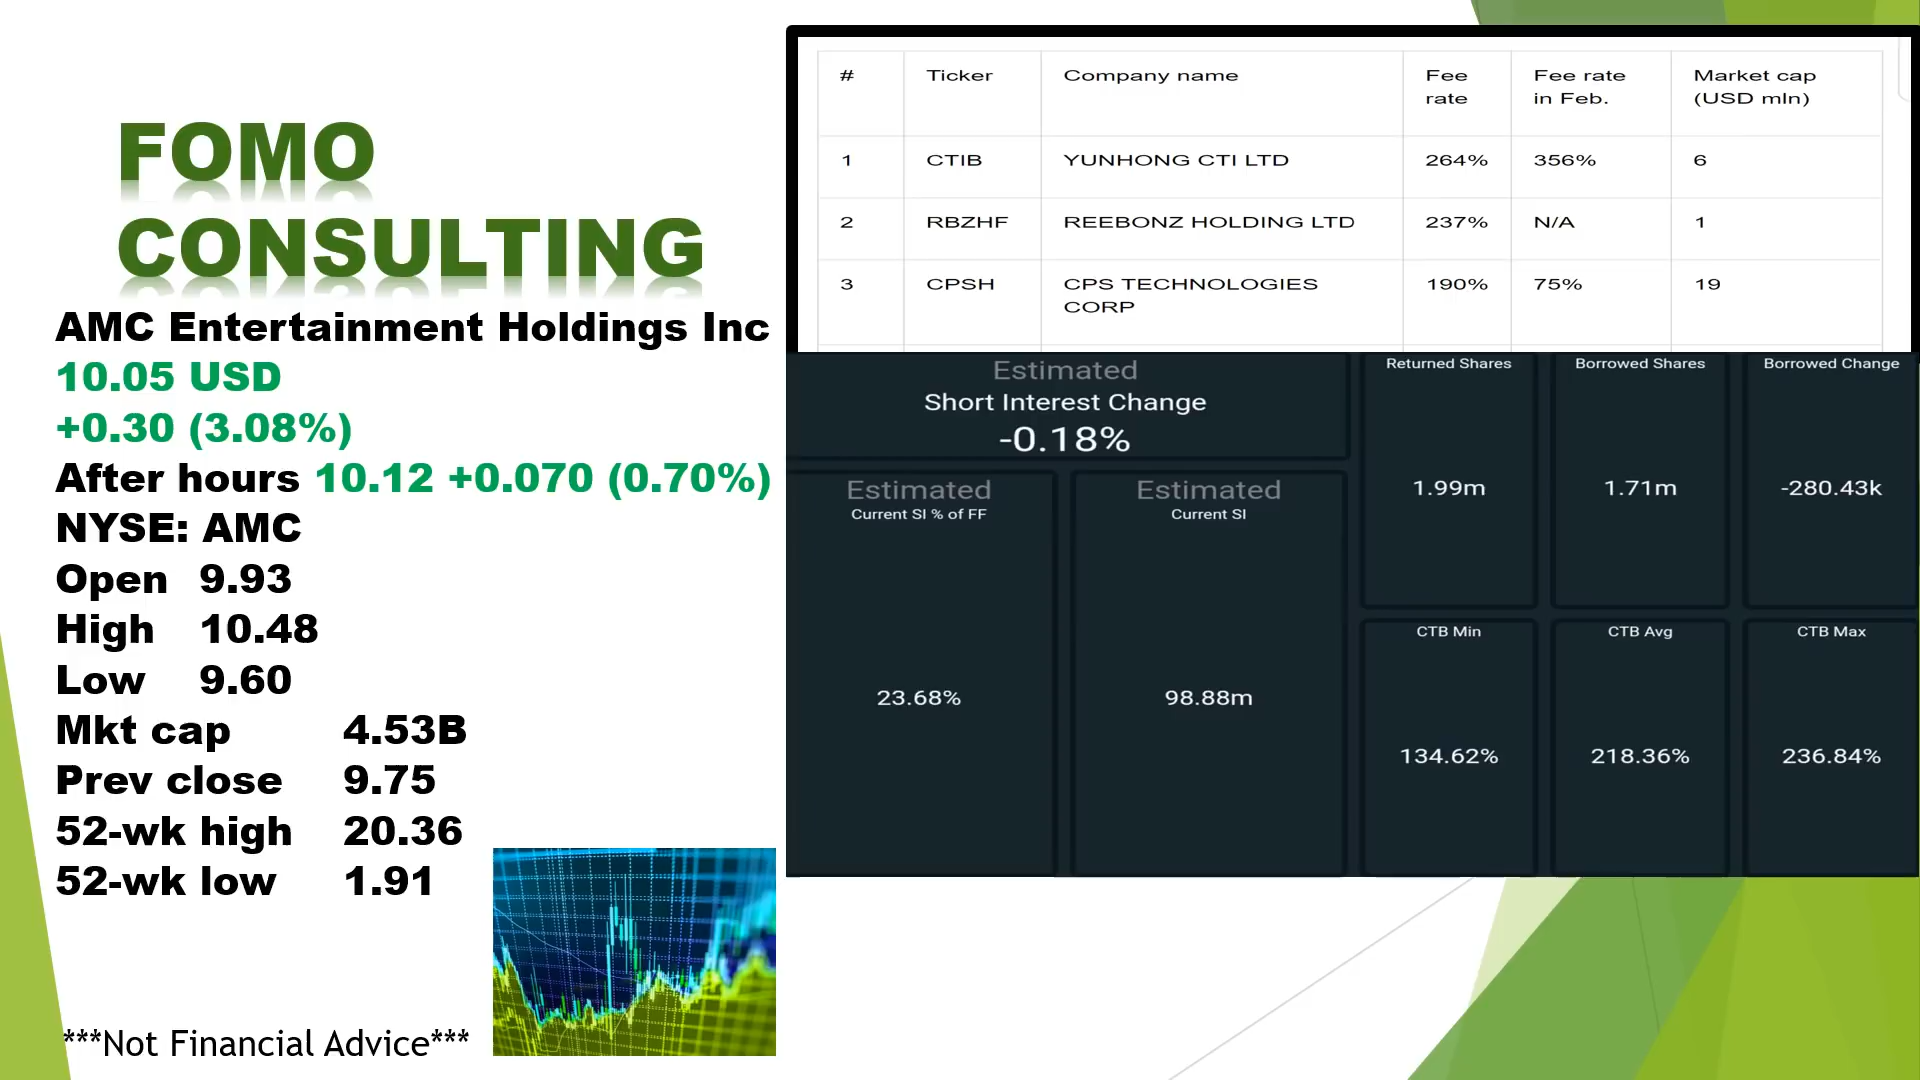 FOMO
CONSULTING
AMC Entertainment Holdings Inc
10.05 USD
+0.30 (3.08%)
After hours 10.12 +0.070 (0.70%)
NYSE: AMC
Open 9.93
High 10.48
Low 9.60
Mkt cap 4.53B
Prev close 9.75
52-wk high 20.36
52-wk low 1.91
***Not Financial Advice***
# Ticker Company name Fee rate Fee rate in Feb. Market cap (USD mln)
1 CTIB YUNHONG CTI LTD 264% 356% 6
2 RBZHF REEBONZ HOLDING LTD 237% N/A 1
3 CPSH CPS TECHNOLOGIES CORP 190% 75% 19
Estimated
Short Interest Change
-0.18%
Estimated
Current SI % of FF
23.68%
Estimated
Current SI
98.88m
Returned Shares
1.99m
Borrowed Shares
1.71m
Borrowed Change
-280.43k
CTB Min
134.62%
CTB Avg
218.36%
CTB Max
236.84%